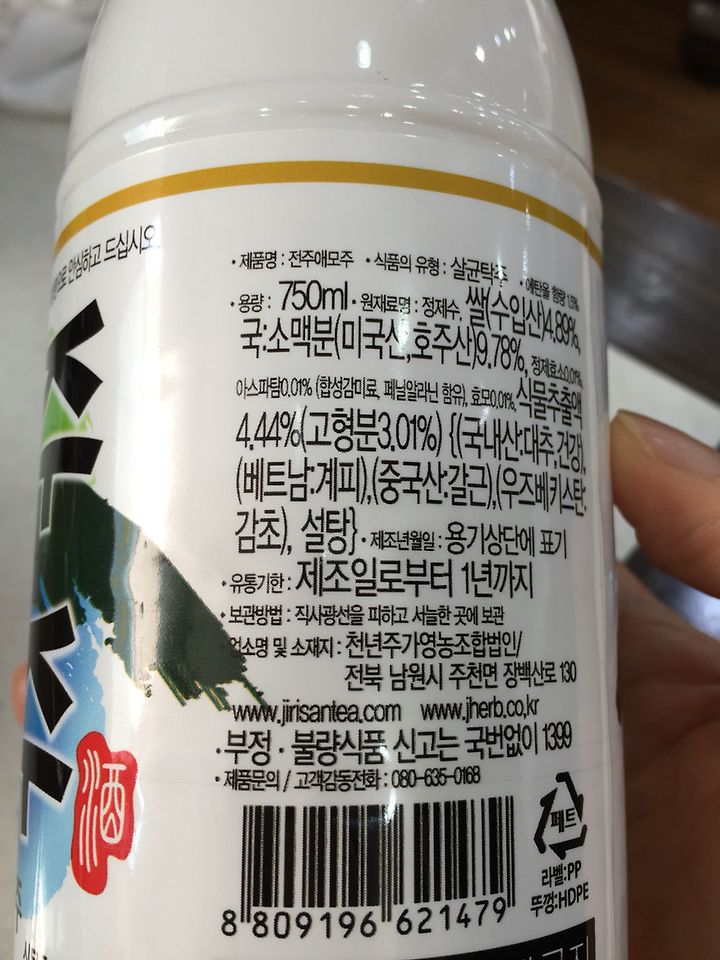 안심하고 드십시오
• 제품명 : 전주애모주 • 식품의 유형 : 살균탁주 • 에탄올 함량 1.5%
• 용량 : 750ml • 원재료명 : 정제수, 쌀(수입산)4.89%,
국:소맥분(미국산,호주산)9.78%, 정제효소0.01%,
아스파탐0.01% (합성감미료, 페닐알라닌 함유), 효모0.01%, 식물추출액
4.44%(고형분3.01%) {(국내산:대추,건강),
(베트남:계피),(중국산:갈근),(우즈베키스탄:
감초), 설탕} • 제조년월일 : 용기상단에 표기
• 유통기한 : 제조일로부터 1년까지
• 보관방법 : 직사광선을 피하고 서늘한 곳에 보관
업소명 및 소재지 : 천년주가영농조합법인/
전북 남원시 주천면 장백산로 130
www.jirisantea.com www.jherb.co.kr
• 부정 • 불량식품 신고는 국번없이 1399
• 제품문의 / 고객감동전화 : 080-635-0168
酒
페트
라벨:PP
뚜껑:HDPE
8 809196 621479